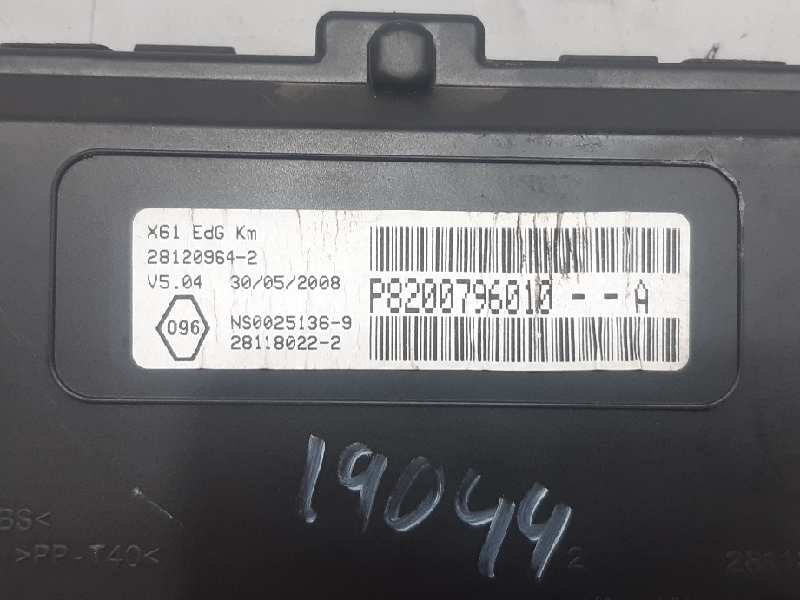 X61 EdG Km
28120964-2
V5.04 30/05/2008
P8200796010 - - A
096
NS0025136-9
28118022-2
19044
>PP-T40<
2